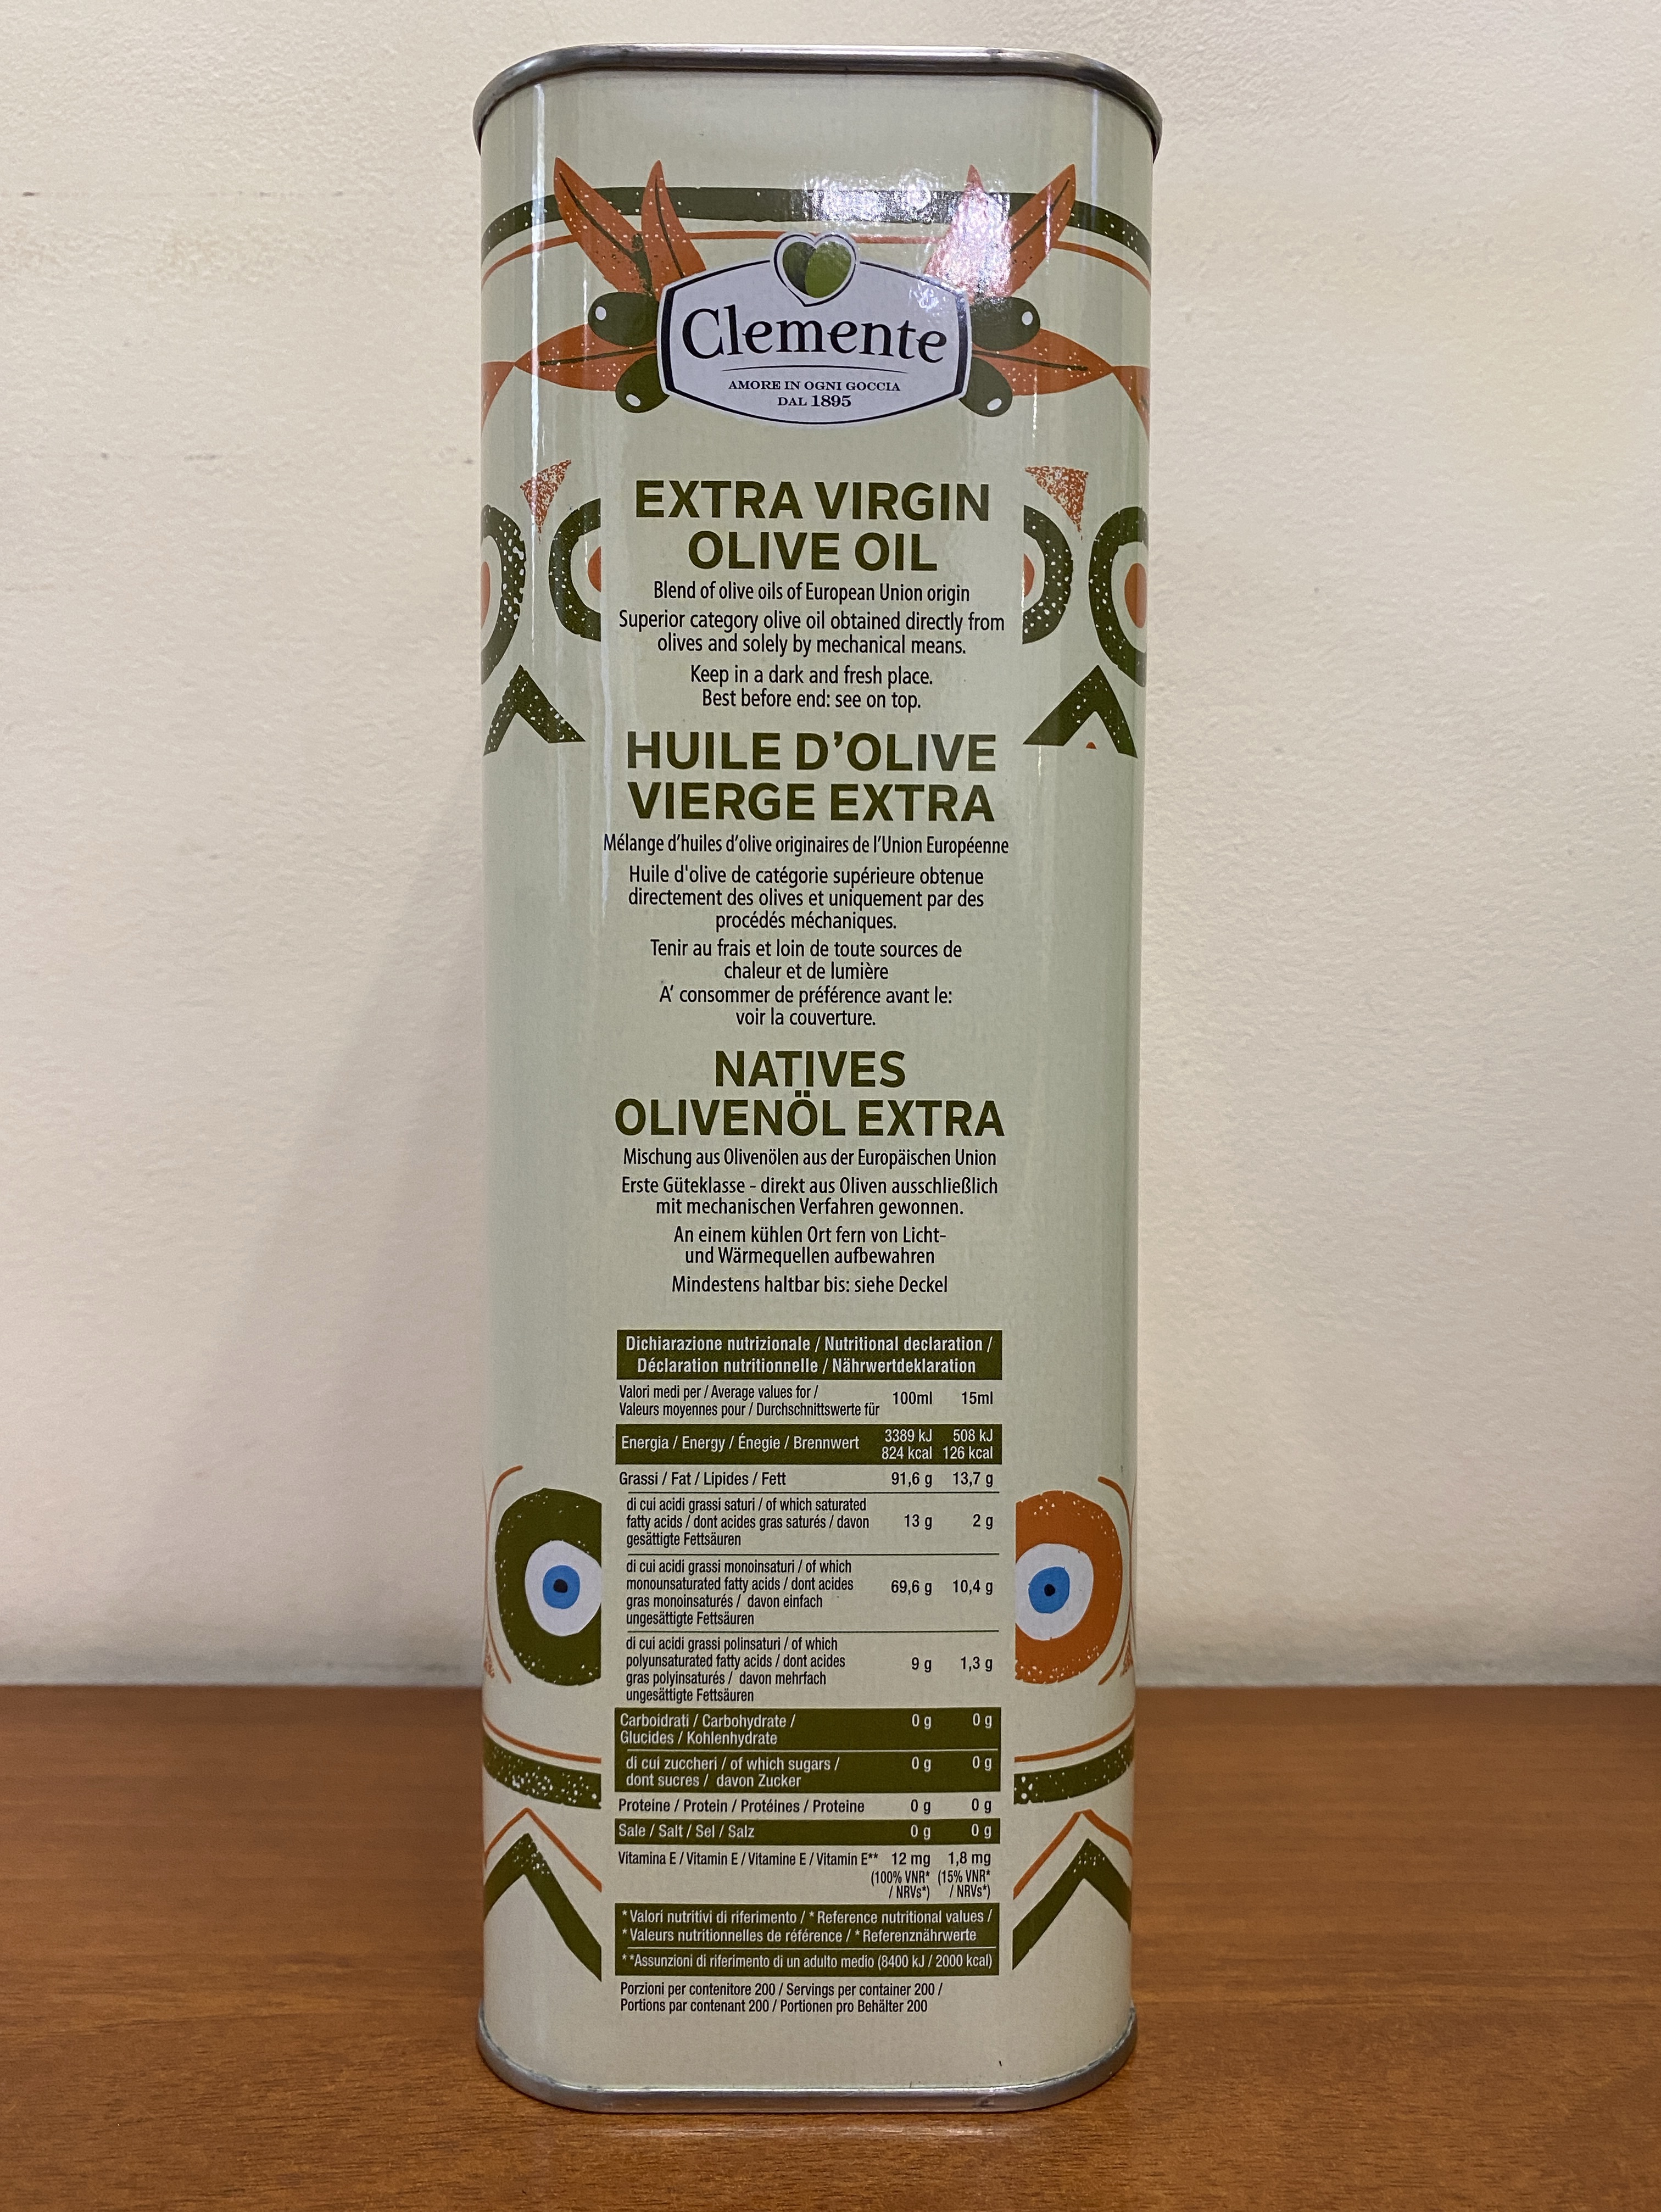 Clemente
AMORE IN OGNI GOCCIA
DAL 1895
EXTRA VIRGIN
OLIVE OIL
Blend of olive oils of European Union origin
Superior category olive oil obtained directly from
olives and solely by mechanical means.
Keep in a dark and fresh place.
Best before end: see on top.
HUILE D’OLIVE
VIERGE EXTRA
Mélange d’huiles d’olive originaires de l’Union Européenne
Huile d'olive de catégorie supérieure obtenue
directement des olives et uniquement par des
procédés méchaniques.
Tenir au frais et loin de toute sources de
chaleur et de lumière
A’ consommer de préférence avant le:
voir la couverture.
NATIVES
OLIVENÖL EXTRA
Mischung aus Olivenölen aus der Europäischen Union
Erste Güteklasse - direkt aus Oliven ausschließlich
mit mechanischen Verfahren gewonnen.
An einem kühlen Ort fern von Licht-
und Wärmequellen aufbewahren
Mindestens haltbar bis: siehe Deckel
Dichiarazione nutrizionale / Nutritional declaration /
Déclaration nutritionnelle / Nährwertdeklaration
Valori medi per / Average values for /
Valeurs moyennes pour / Durchschnittswerte für 100ml 15ml
Energia / Energy / Énegie / Brennwert 3389 kJ 508 kJ
824 kcal 126 kcal
Grassi / Fat / Lipides / Fett 91,6 g 13,7 g
di cui acidi grassi saturi / of which saturated
fatty acids / dont acides gras saturés / davon 13 g 2 g
gesättigte Fettsäuren
di cui acidi grassi monoinsaturi / of which
monounsaturated fatty acids / dont acides 69,6 g 10,4 g
gras monoinsaturés / davon einfach
ungesättigte Fettsäuren
di cui acidi grassi polinsaturi / of which
polyunsaturated fatty acids / dont acides 9 g 1,3 g
gras polyinsaturés / davon mehrfach
ungesättigte Fettsäuren
Carboidrati / Carbohydrate / 0 g 0 g
Glucides / Kohlenhydrate
di cui zuccheri / of which sugars / 0 g 0 g
dont sucres / davon Zucker
Proteine / Protein / Protéines / Proteine 0 g 0 g
Sale / Salt / Sel / Salz 0 g 0 g
Vitamina E / Vitamin E / Vitamine E / Vitamin E** 12 mg 1,8 mg
(100% VNR* (15% VNR*
/ NRVs*) / NRVs*)
* Valori nutritivi di riferimento / * Reference nutritional values /
* Valeurs nutritionnelles de référence / * Referenznährwerte
**Assunzioni di riferimento di un adulto medio (8400 kJ / 2000 kcal)
Porzioni per contenitore 200 / Servings per container 200 /
Portions par contenant 200 / Portionen pro Behälter 200